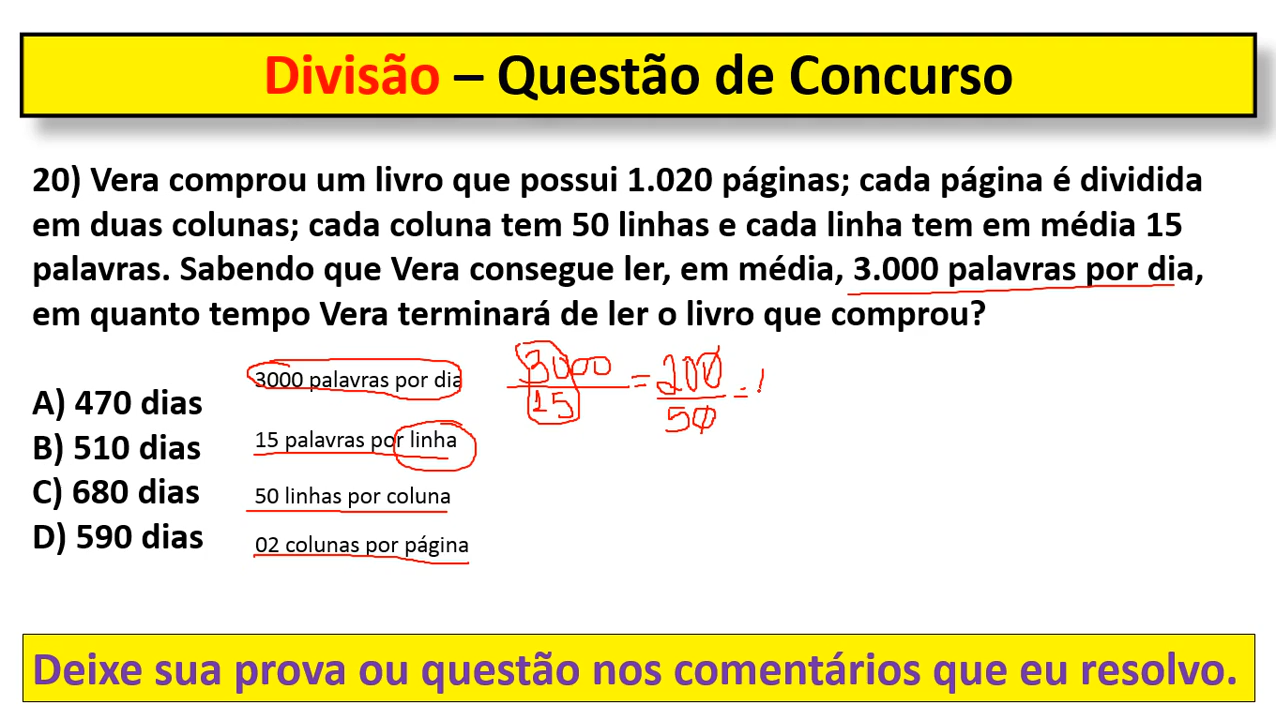 Divisão – Questão de Concurso
20) Vera comprou um livro que possui 1.020 páginas; cada página é dividida
em duas colunas; cada coluna tem 50 linhas e cada linha tem em média 15
palavras. Sabendo que Vera consegue ler, em média, 3.000 palavras por dia,
em quanto tempo Vera terminará de ler o livro que comprou?
3000 palavras por dia
3000/15 = 200/50 =
A) 470 dias
15 palavras por linha
B) 510 dias
C) 680 dias
50 linhas por coluna
D) 590 dias
02 colunas por página
Deixe sua prova ou questão nos comentários que eu resolvo.